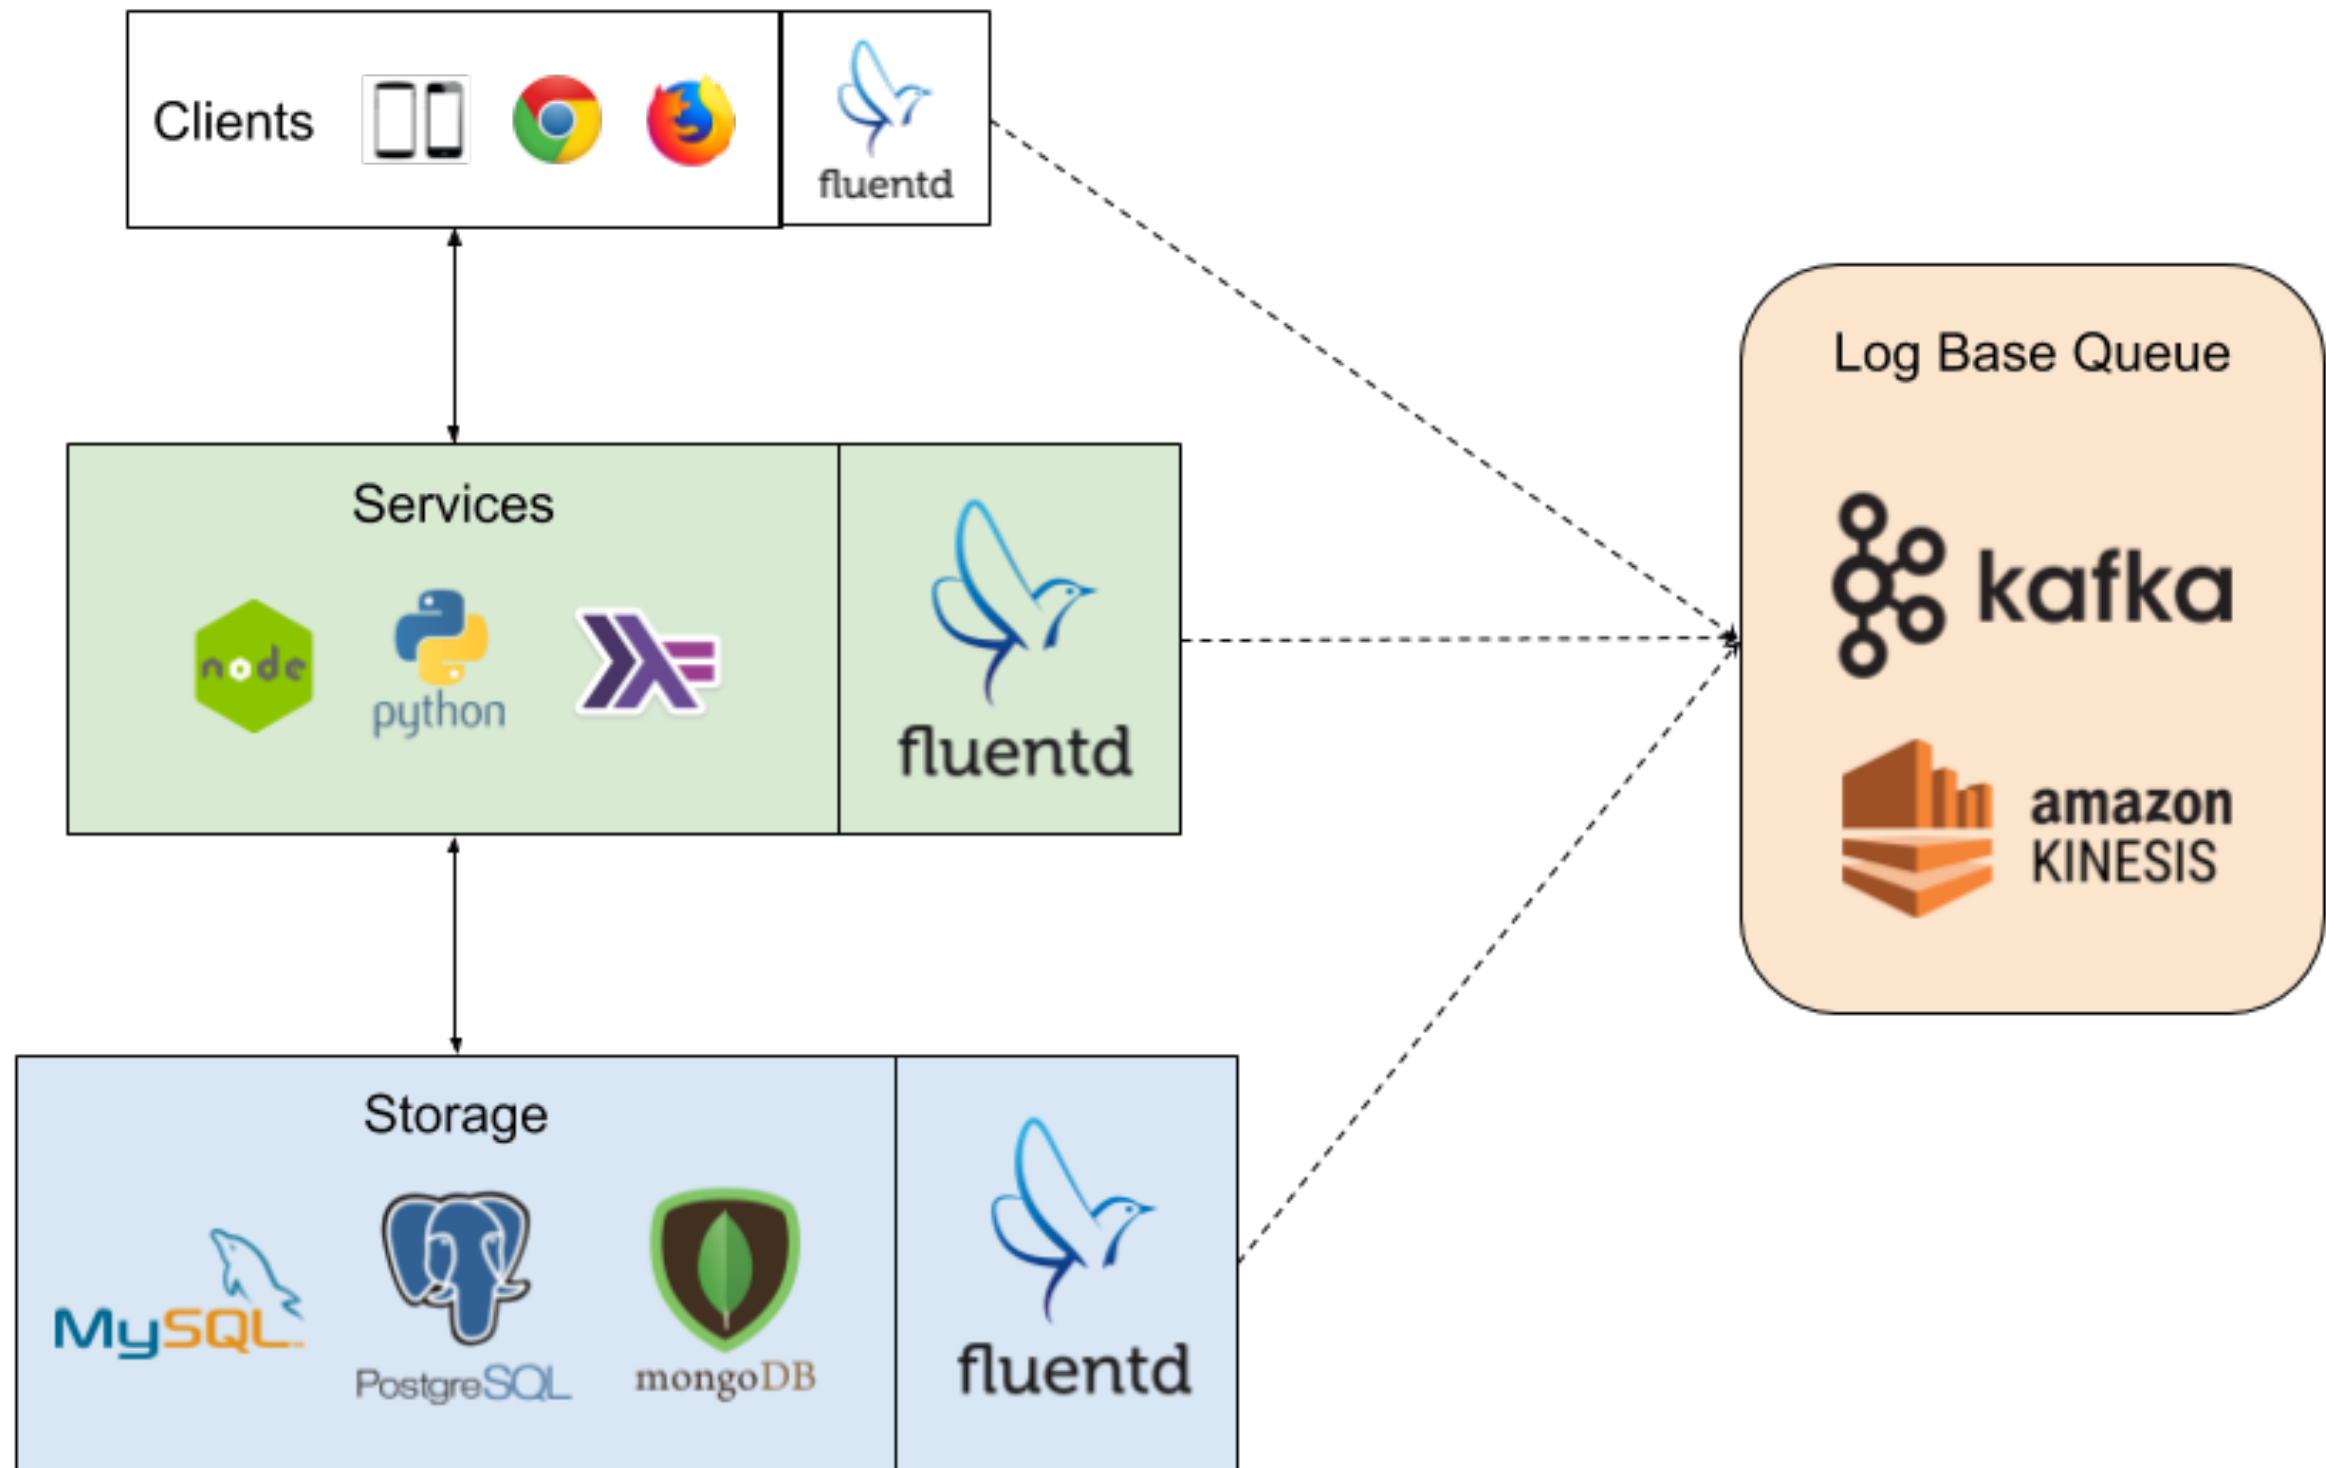 Clients
fluentd
Log Base Queue
Services
node
python
fluentd
kafka
amazon
KINESIS
Storage
MySQL
PostgreSQL
mongoDB
fluentd